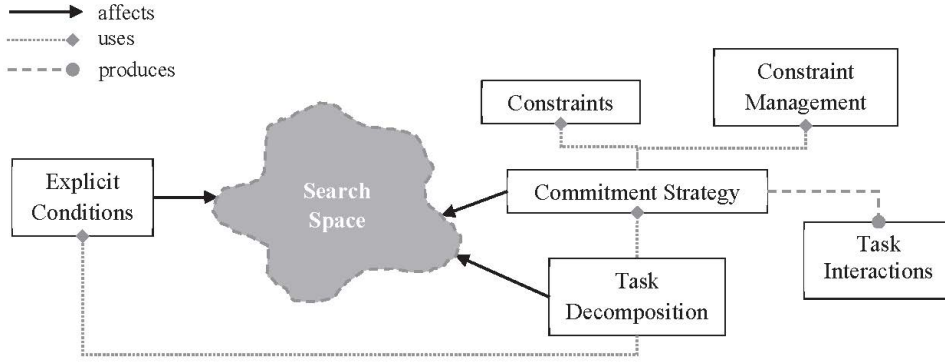 affects
uses
produces
Constraints
Constraint
Management
Explicit
Conditions
Search
Space
Commitment Strategy
Task
Interactions
Task
Decomposition